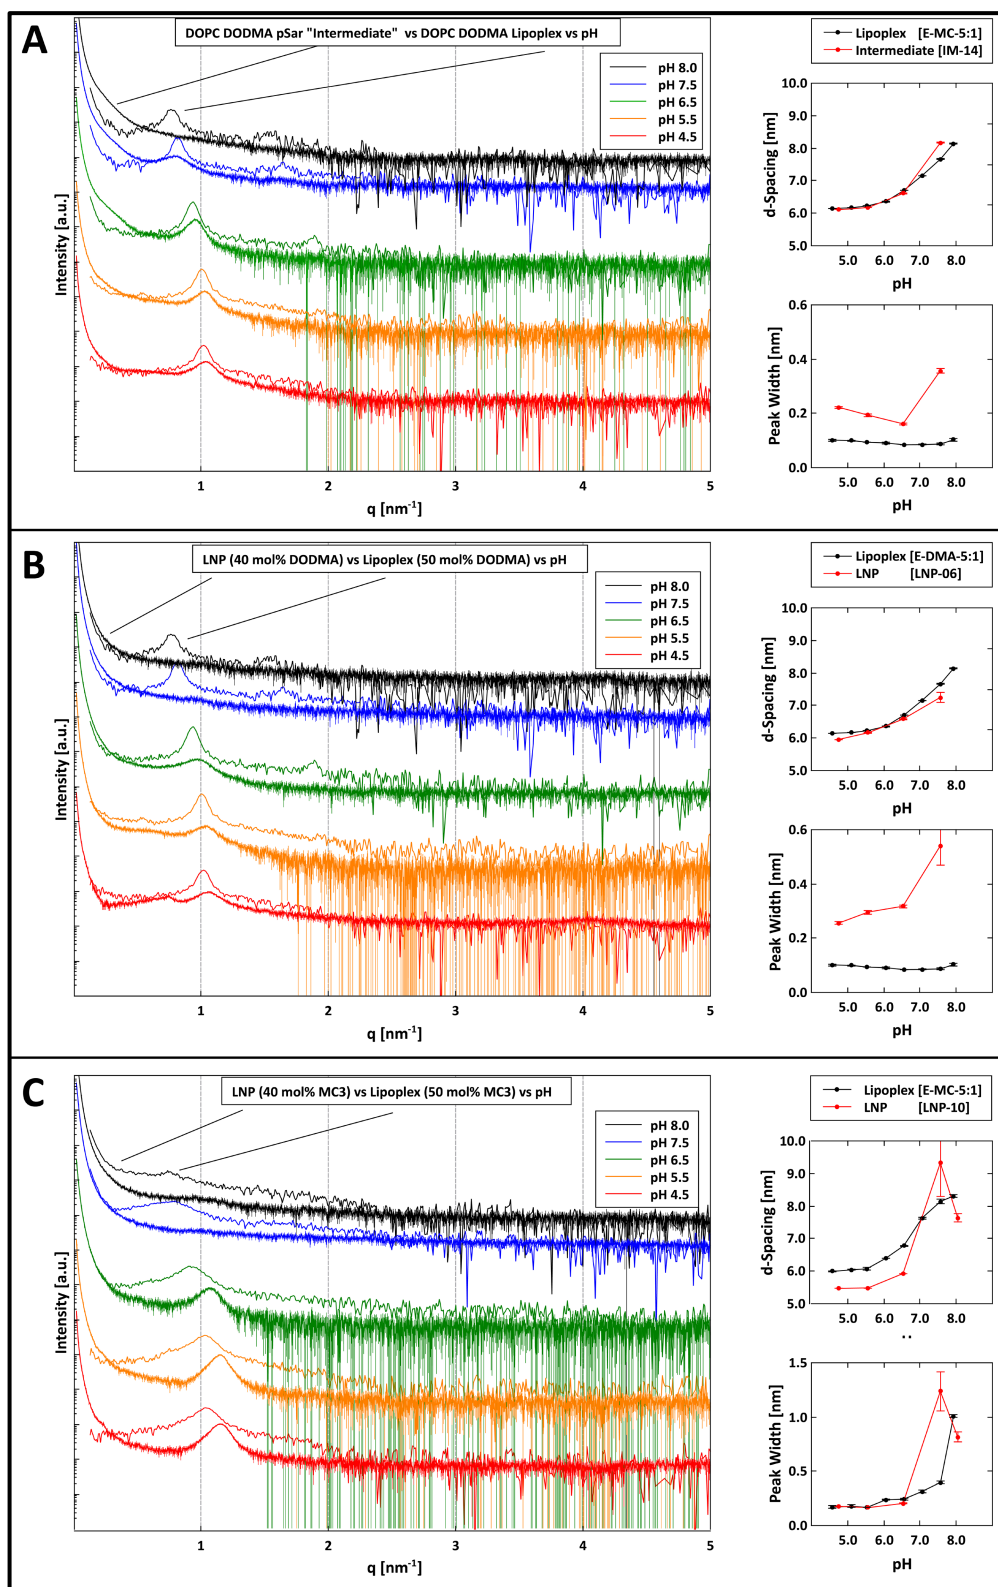 A
DOPC DODMA pSar "Intermediate" vs DOPC DODMA Lipoplex vs pH
pH 8.0
pH 7.5
pH 6.5
pH 5.5
pH 4.5
Intensity [a.u.]
1 2 3 4 5
q [nm-1]
Lipoplex [E-MC-5:1]
Intermediate [IM-14]
d-Spacing [nm]
10.0
9.0
8.0
7.0
6.0
5.0
5.0 6.0 7.0 8.0
pH
Peak Width [nm]
0.6
0.4
0.2
0.0
5.0 6.0 7.0 8.0
pH
B
LNP (40 mol% DODMA) vs Lipoplex (50 mol% DODMA) vs pH
pH 8.0
pH 7.5
pH 6.5
pH 5.5
pH 4.5
Intensity [a.u.]
1 2 3 4 5
q [nm-1]
Lipoplex [E-DMA-5:1]
LNP [LNP-06]
d-Spacing [nm]
10.0
9.0
8.0
7.0
6.0
5.0
5.0 6.0 7.0 8.0
pH
Peak Width [nm]
0.6
0.4
0.2
0.0
5.0 6.0 7.0 8.0
pH
C
LNP (40 mol% MC3) vs Lipoplex (50 mol% MC3) vs pH
pH 8.0
pH 7.5
pH 6.5
pH 5.5
pH 4.5
Intensity [a.u.]
1 2 3 4 5
q [nm-1]
Lipoplex [E-MC-5:1]
LNP [LNP-10]
d-Spacing [nm]
10.0
9.0
8.0
7.0
6.0
5.0
5.0 6.0 7.0 8.0
Peak Width [nm]
1.5
1.0
0.5
0.0
5.0 6.0 7.0 8.0
pH